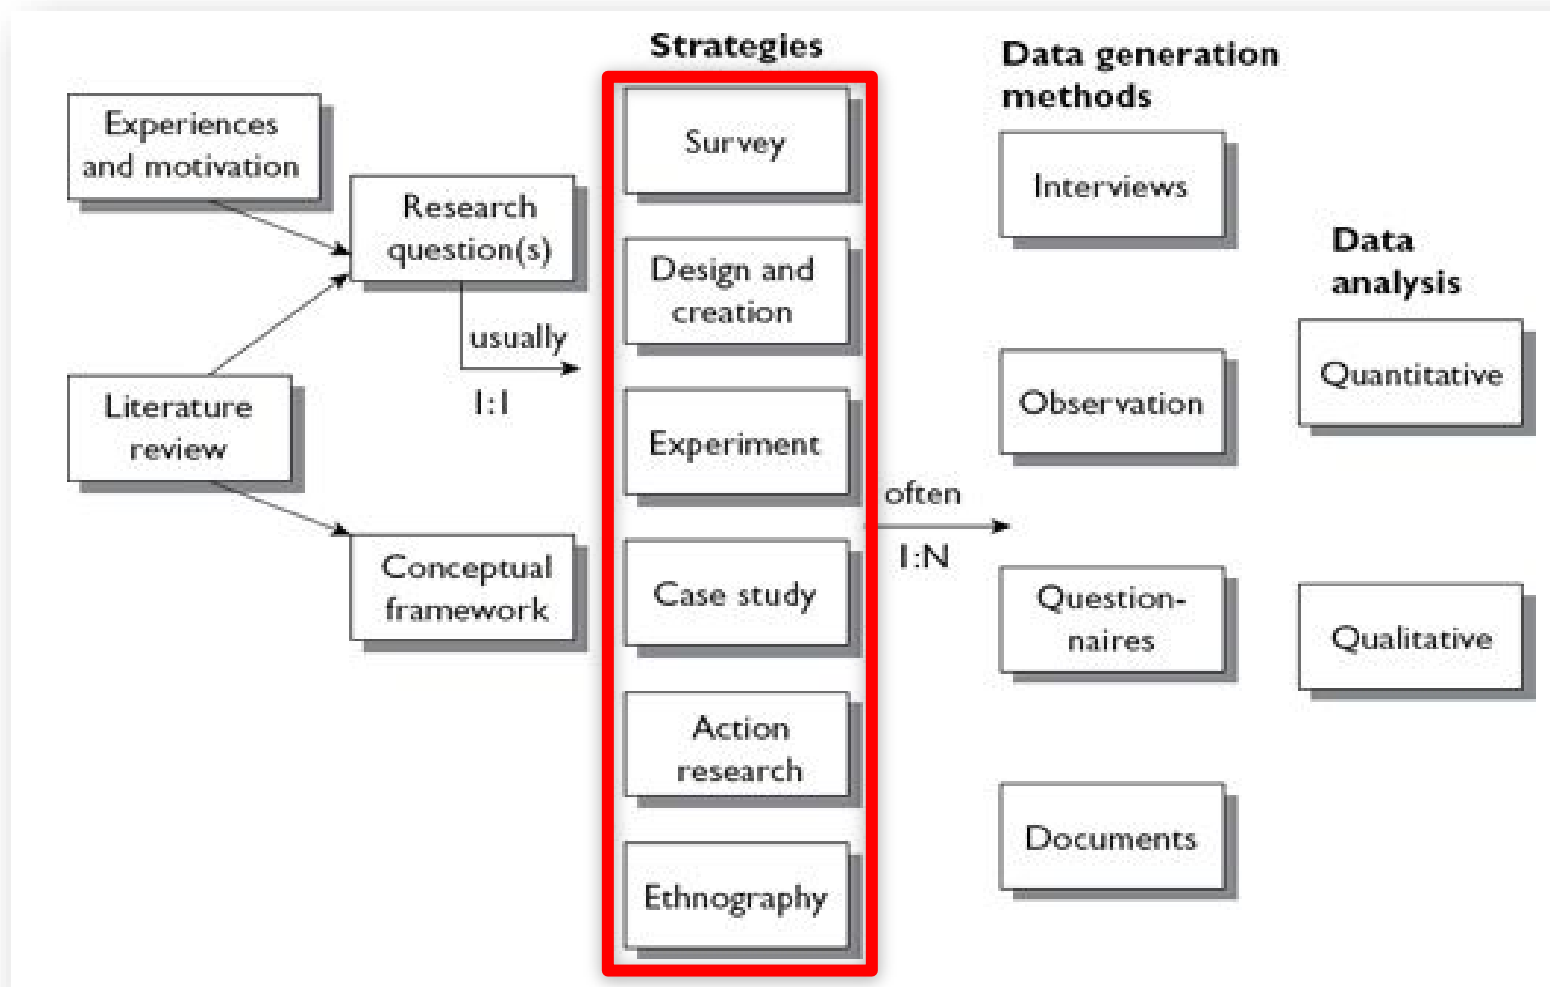 Strategies
Data generation
methods
Experiences
and motivation
Survey
Interviews
Research
question(s)
Data
analysis
Design and
creation
usually
1:1
Quantitative
Literature
review
Observation
Experiment
often
1:N
Conceptual
framework
Case study
Question-
naires
Qualitative
Action
research
Documents
Ethnography